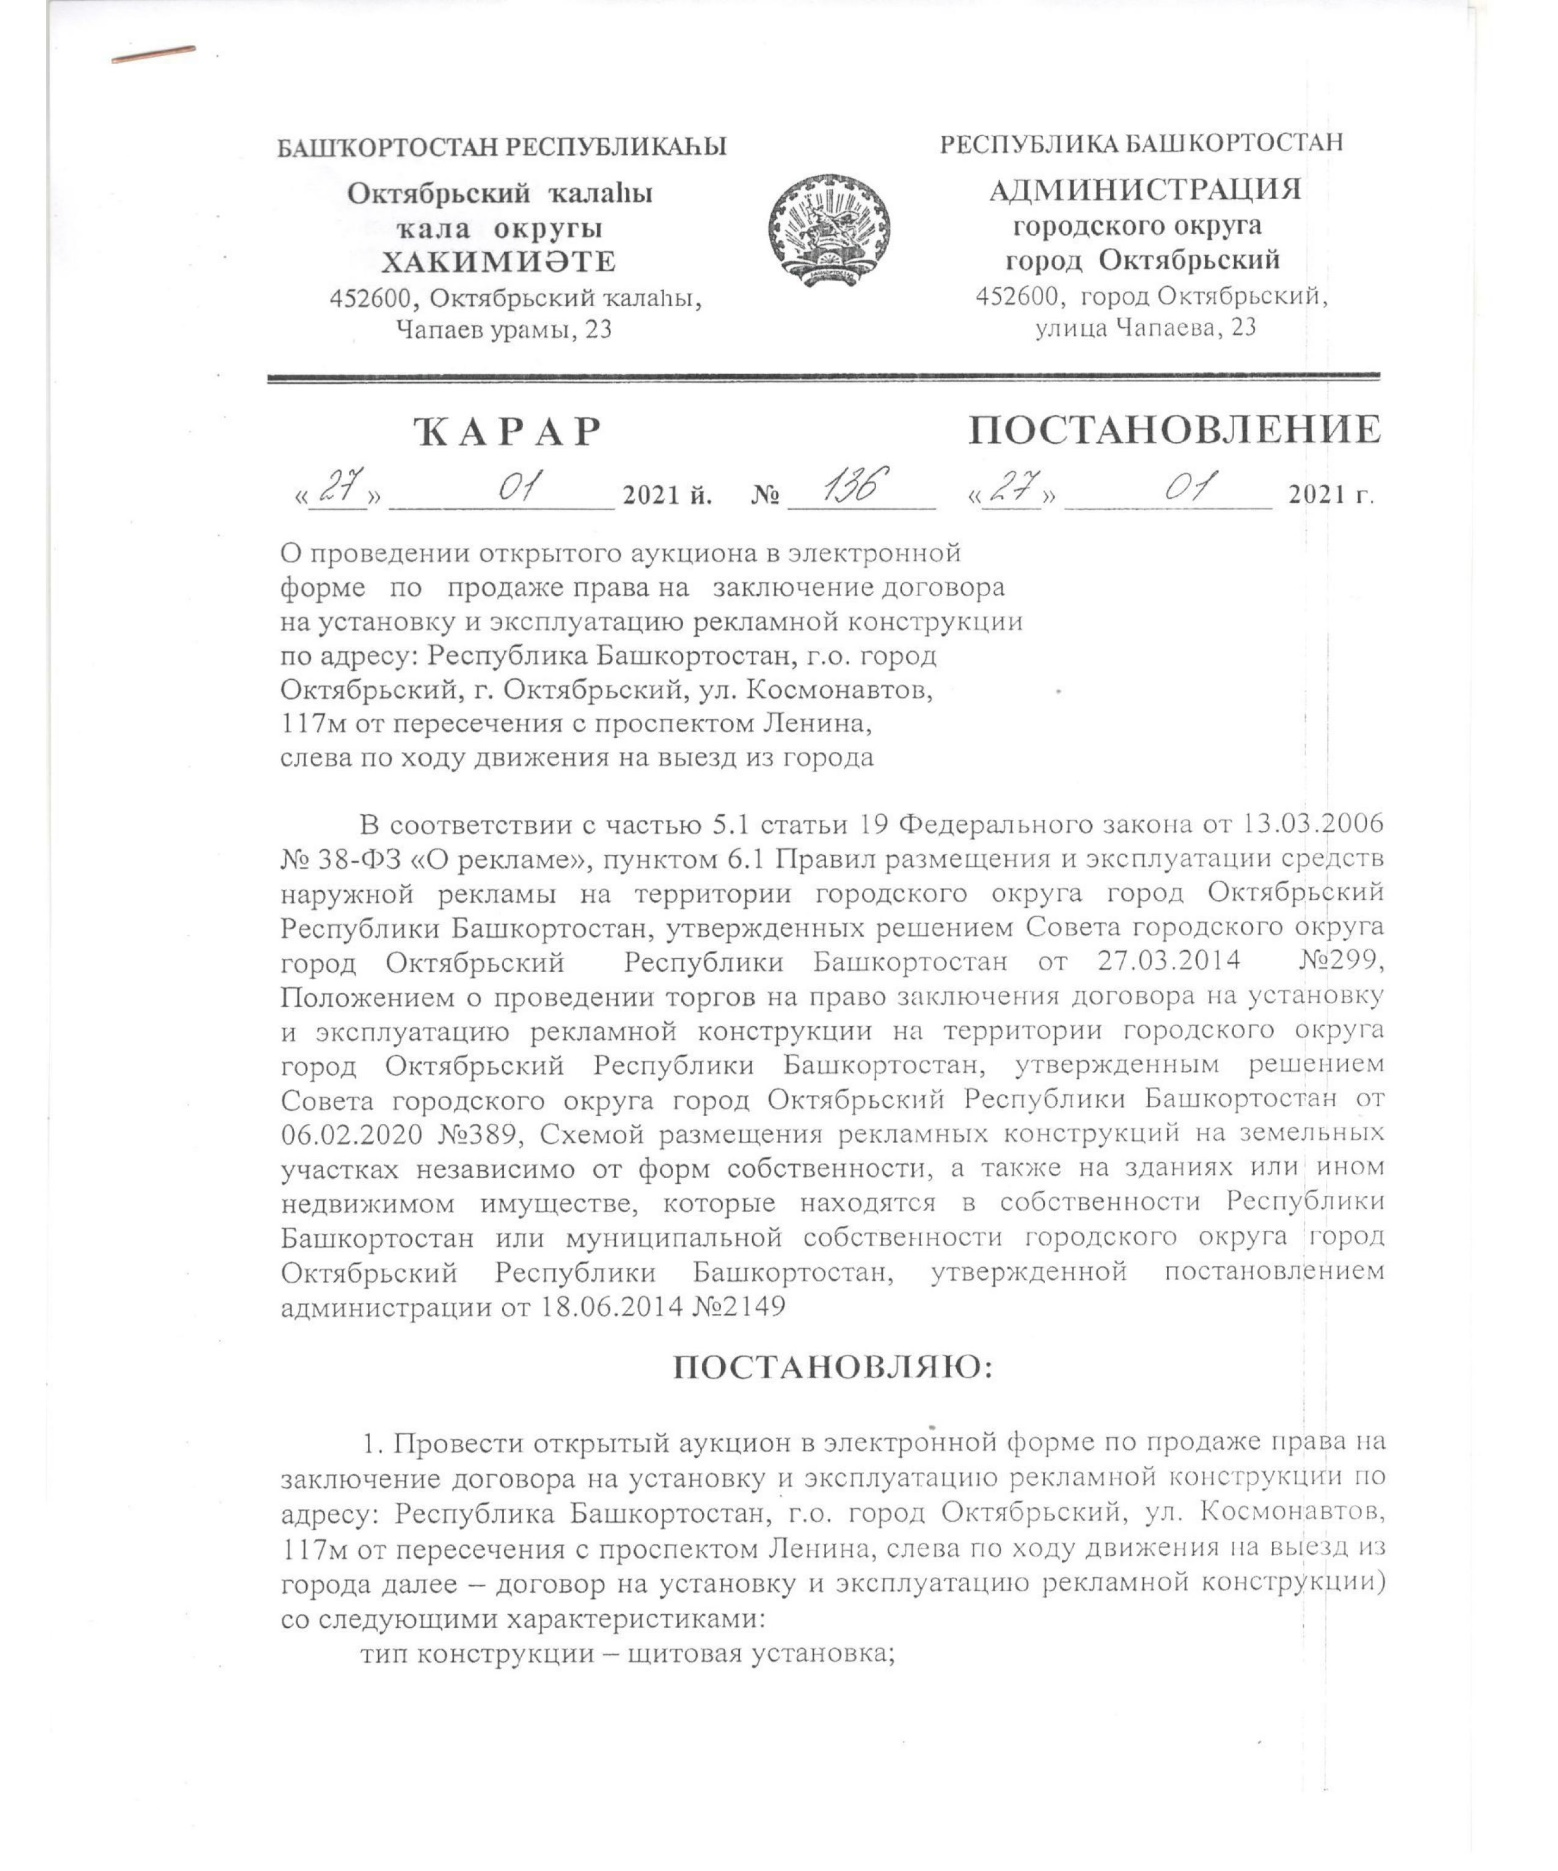 БАШҠОРТОСТАН РЕСПУБЛИКАҺЫ
Октябрьский ҡалаһы
ҡала округы
ХАКИМИӘТЕ
452600, Октябрьский ҡалаһы,
Чапаев урамы, 23
РЕСПУБЛИКА БАШКОРТОСТАН
АДМИНИСТРАЦИЯ
городского округа
город Октябрьский
452600, город Октябрьский,
улица Чапаева, 23
ҠАРАР
ПОСТАНОВЛЕНИЕ
«27» 01 2021 й. № 136 «27» 01 2021 г.
О проведении открытого аукциона в электронной
форме по продаже права на заключение договора
на установку и эксплуатацию рекламной конструкции
по адресу: Республика Башкортостан, г.о. город
Октябрьский, г. Октябрьский, ул. Космонавтов,
117м от пересечения с проспектом Ленина,
слева по ходу движения на выезд из города
В соответствии с частью 5.1 статьи 19 Федерального закона от 13.03.2006
№ 38-ФЗ «О рекламе», пунктом 6.1 Правил размещения и эксплуатации средств
наружной рекламы на территории городского округа город Октябрьский
Республики Башкортостан, утвержденных решением Совета городского округа
город Октябрьский Республики Башкортостан от 27.03.2014 №299,
Положением о проведении торгов на право заключения договора на установку
и эксплуатацию рекламной конструкции на территории городского округа
город Октябрьский Республики Башкортостан, утвержденным решением
Совета городского округа город Октябрьский Республики Башкортостан от
06.02.2020 №389, Схемой размещения рекламных конструкций на земельных
участках независимо от форм собственности, а также на зданиях или ином
недвижимом имуществе, которые находятся в собственности Республики
Башкортостан или муниципальной собственности городского округа город
Октябрьский Республики Башкортостан, утвержденной постановлением
администрации от 18.06.2014 №2149
ПОСТАНОВЛЯЮ:
1. Провести открытый аукцион в электронной форме по продаже права на
заключение договора на установку и эксплуатацию рекламной конструкции по
адресу: Республика Башкортостан, г.о. город Октябрьский, ул. Космонавтов,
117м от пересечения с проспектом Ленина, слева по ходу движения на выезд из
города далее – договор на установку и эксплуатацию рекламной конструкции)
со следующими характеристиками:
тип конструкции – щитовая установка;